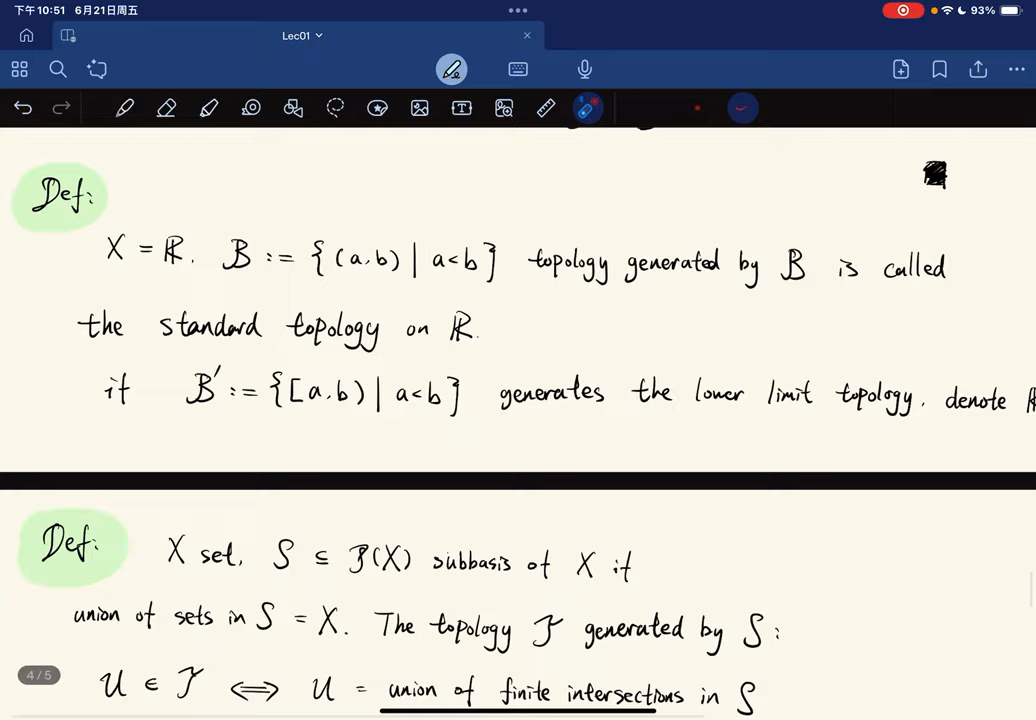 下午10:51 6月21日周五
93%
Lec01
Def:
X = ℝ. B := {(a,b) | a<b} topology generated by B is called
the standard topology on ℝ.
if B' := {[a,b) | a<b} generates the lower limit topology, denote
Def:
X set, S ⊆ P(X) subbasis of X if
union of sets in S = X. The topology T generated by S:
4/5
U ∈ T ⟺ U = union of finite intersections in S